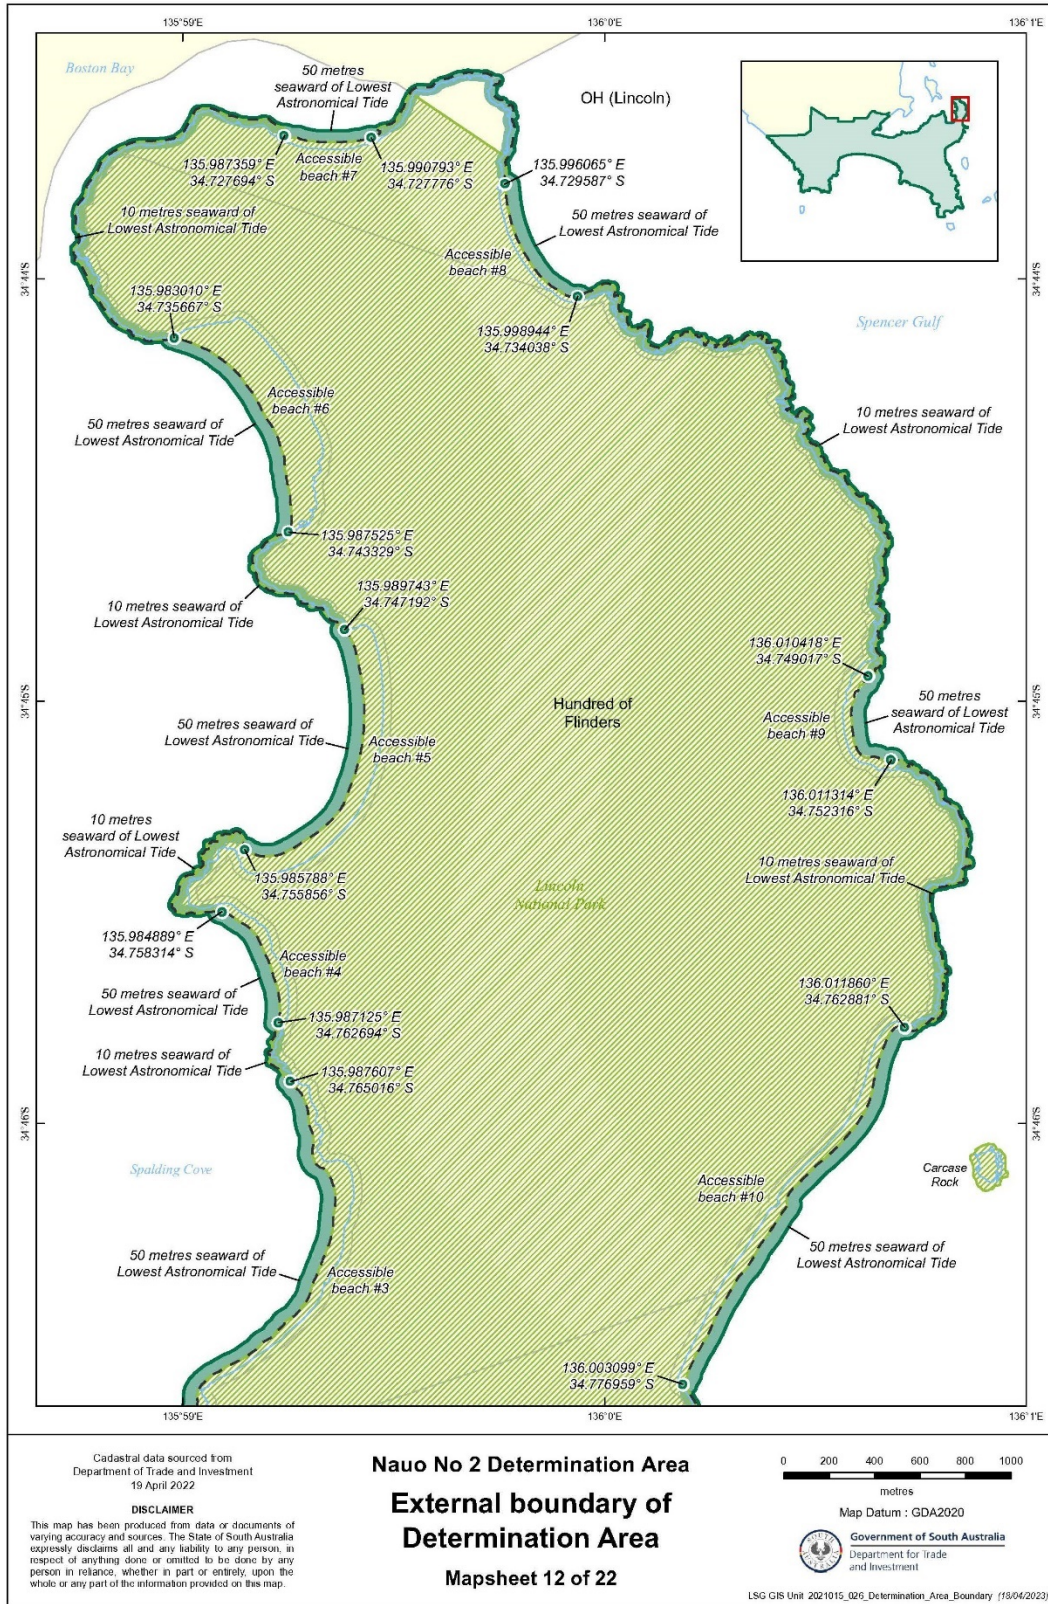 135°59'E
136°0'E
136°1'E
Boston Bay
50 metres
seaward of Lowest
Astronomical Tide
OH (Lincoln)
135.987359° E
34.727694° S
Accessible
beach #7
135.990793° E
34.727776° S
135.996065° E
34.729587° S
10 metres seaward of
Lowest Astronomical Tide
50 metres seaward of
Lowest Astronomical Tide
Accessible
beach #8
34°44'S
34°44'S
135.983010° E
34.735667° S
135.998944° E
34.734038° S
Spencer Gulf
Accessible
beach #6
50 metres seaward of
Lowest Astronomical Tide
10 metres seaward of
Lowest Astronomical Tide
135.987525° E
34.743329° S
135.989743° E
34.747192° S
10 metres seaward of
Lowest Astronomical Tide
136.010418° E
34.749017° S
34°45'S
34°45'S
Hundred of
Flinders
50 metres
seaward of Lowest
Astronomical Tide
Accessible
beach #9
50 metres seaward of
Lowest Astronomical Tide
Accessible
beach #5
136.011314° E
34.752316° S
10 metres
seaward of Lowest
Astronomical Tide
10 metres seaward of
Lowest Astronomical Tide
135.985788° E
34.755856° S
Lincoln
National Park
135.984889° E
34.758314° S
Accessible
beach #4
50 metres seaward of
Lowest Astronomical Tide
136.011860° E
34.762881° S
135.987125° E
34.762694° S
10 metres seaward of
Lowest Astronomical Tide
135.987607° E
34.765016° S
34°46'S
34°46'S
Spalding Cove
Carcase
Rock
Accessible
beach #10
50 metres seaward of
Lowest Astronomical Tide
50 metres seaward of
Lowest Astronomical Tide
Accessible
beach #3
136.003099° E
34.776959° S
135°59'E
136°0'E
136°1'E
Cadastral data sourced from
Department of Trade and Investment
19 April 2022
DISCLAIMER
This map has been produced from data or documents of
varying accuracy and sources. The State of South Australia
expressly disclaims all and any liability to any person, in
respect of anything done or omitted to be done by any
person in reliance, whether in part or entirely, upon the
whole or any part of the information provided on this map.
Nauo No 2 Determination Area
External boundary of
Determination Area
Mapsheet 12 of 22
0 200 400 600 800 1000
metres
Map Datum : GDA2020
Government of South Australia
Department for Trade
and Investment
LSG GIS Unit 2021015_026_Determination_Area_Boundary (18/04/2023)